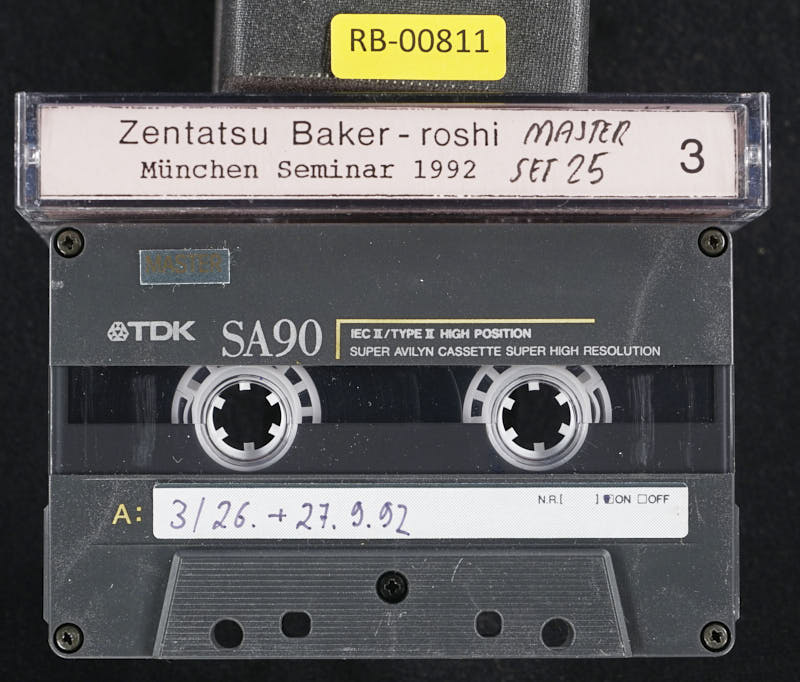 RB-00811
Zentatsu Baker-roshi MASTER
München Seminar 1992 SET 25
3
MASTER
TDK SA90
IEC II/TYPE II HIGH POSITION
SUPER AVILYN CASSETTE SUPER HIGH RESOLUTION
N.R.[ ] ON OFF
A: 3/26. + 27.9.92